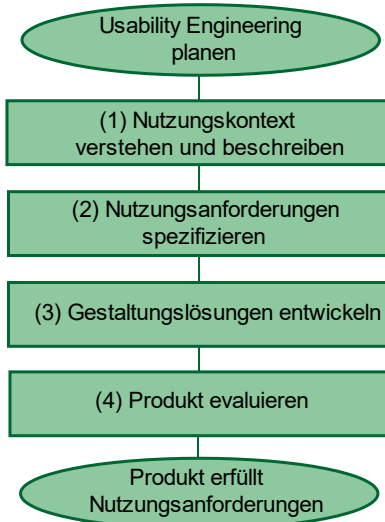 Usability Engineering
planen
(1) Nutzungskontext
verstehen und beschreiben
(2) Nutzungsanforderungen
spezifizieren
(3) Gestaltungslösungen entwickeln
(4) Produkt evaluieren
Produkt erfüllt
Nutzungsanforderungen